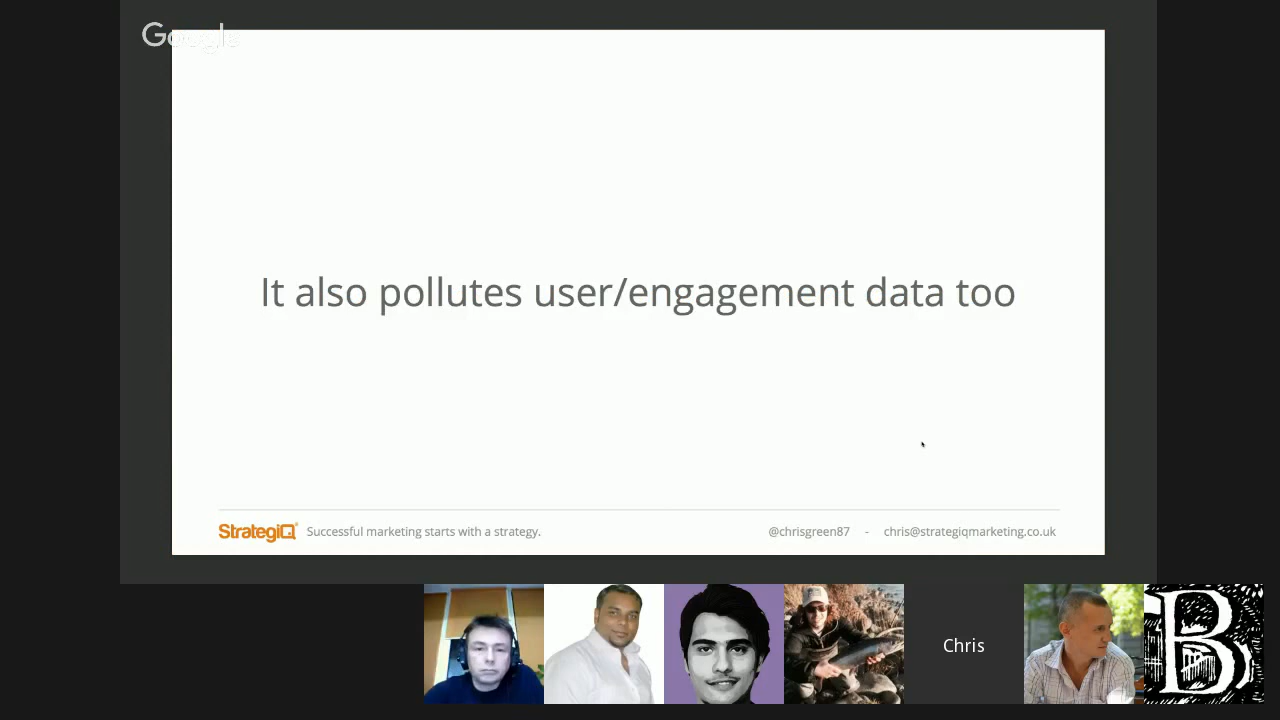 Google
It also pollutes user/engagement data too
StrategiQ Successful marketing starts with a strategy. @chrisgreen87 - chris@strategiqmarketing.co.uk
Chris
B